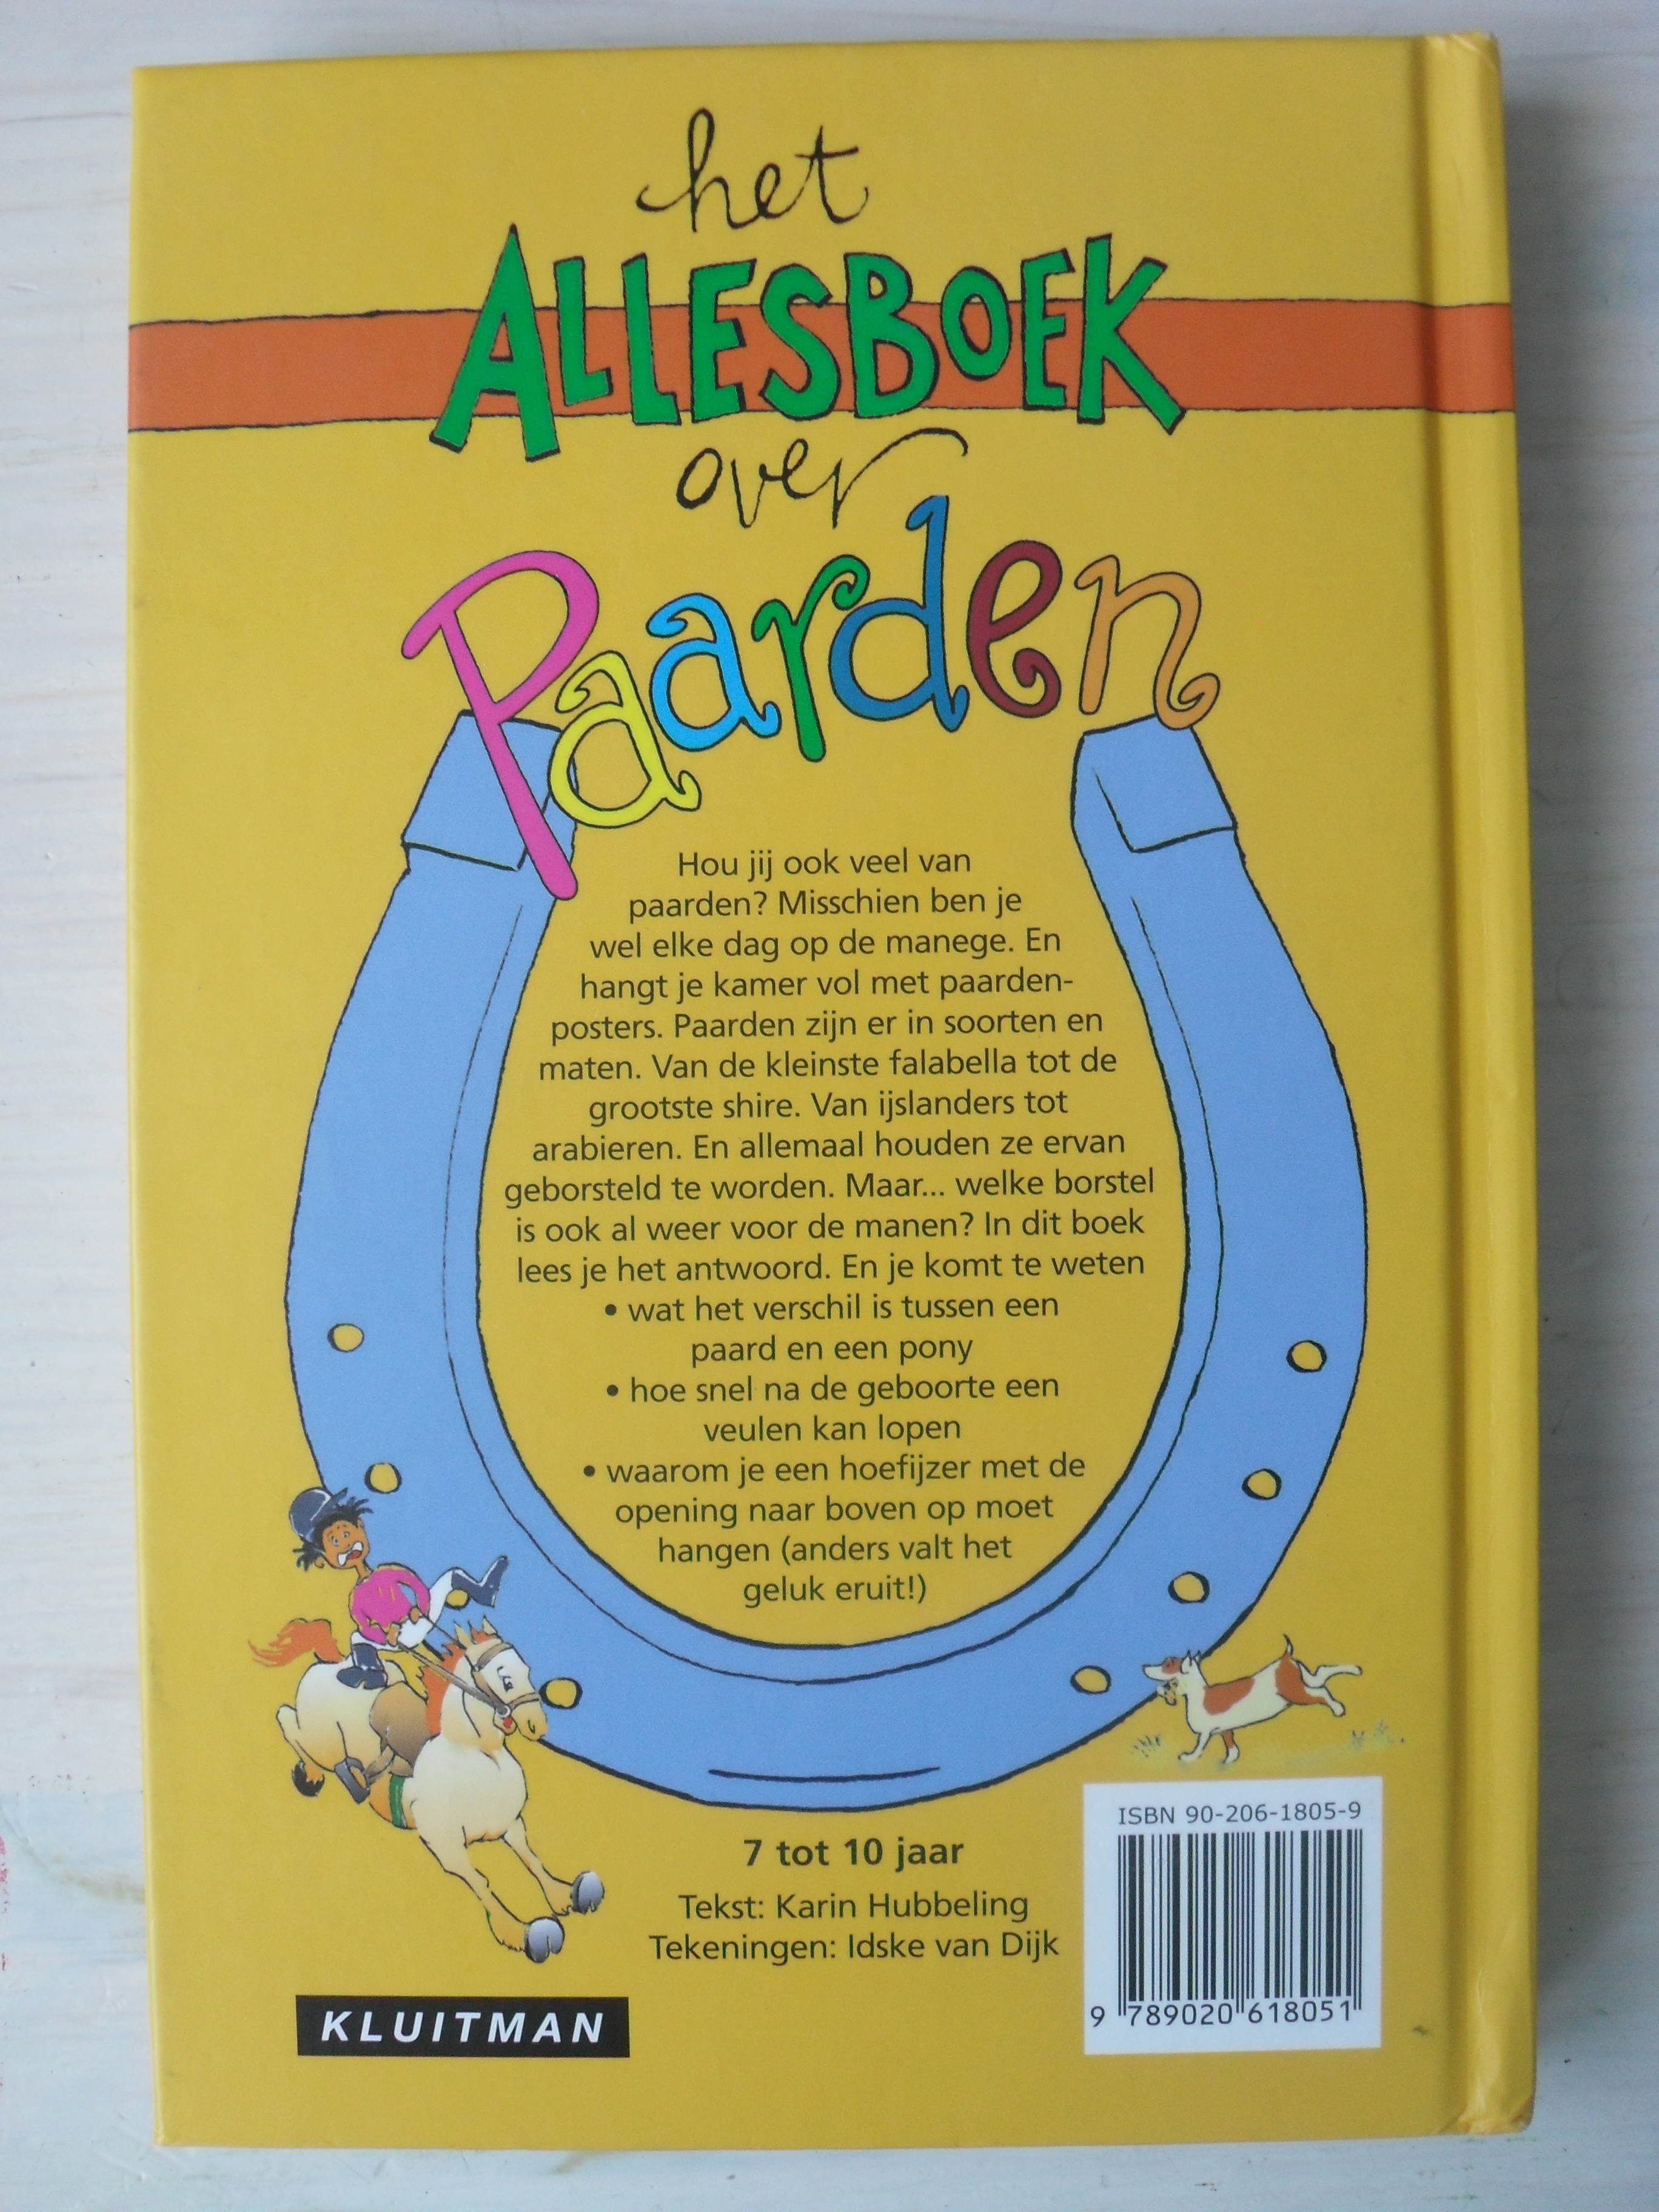 het
ALLESBOEK
over
Paarden
Hou jij ook veel van
paarden? Misschien ben je
wel elke dag op de manege. En
hangt je kamer vol met paarden-
posters. Paarden zijn er in soorten en
maten. Van de kleinste falabella tot de
grootste shire. Van ijslanders tot
arabieren. En allemaal houden ze ervan
geborsteld te worden. Maar... welke borstel
is ook al weer voor de manen? In dit boek
lees je het antwoord. En je komt te weten
• wat het verschil is tussen een
paard en een pony
• hoe snel na de geboorte een
veulen kan lopen
• waarom je een hoefijzer met de
opening naar boven op moet
hangen (anders valt het
geluk eruit!)
7 tot 10 jaar
Tekst: Karin Hubbeling
Tekeningen: Idske van Dijk
KLUITMAN
ISBN 90-206-1805-9
9 789020 618051